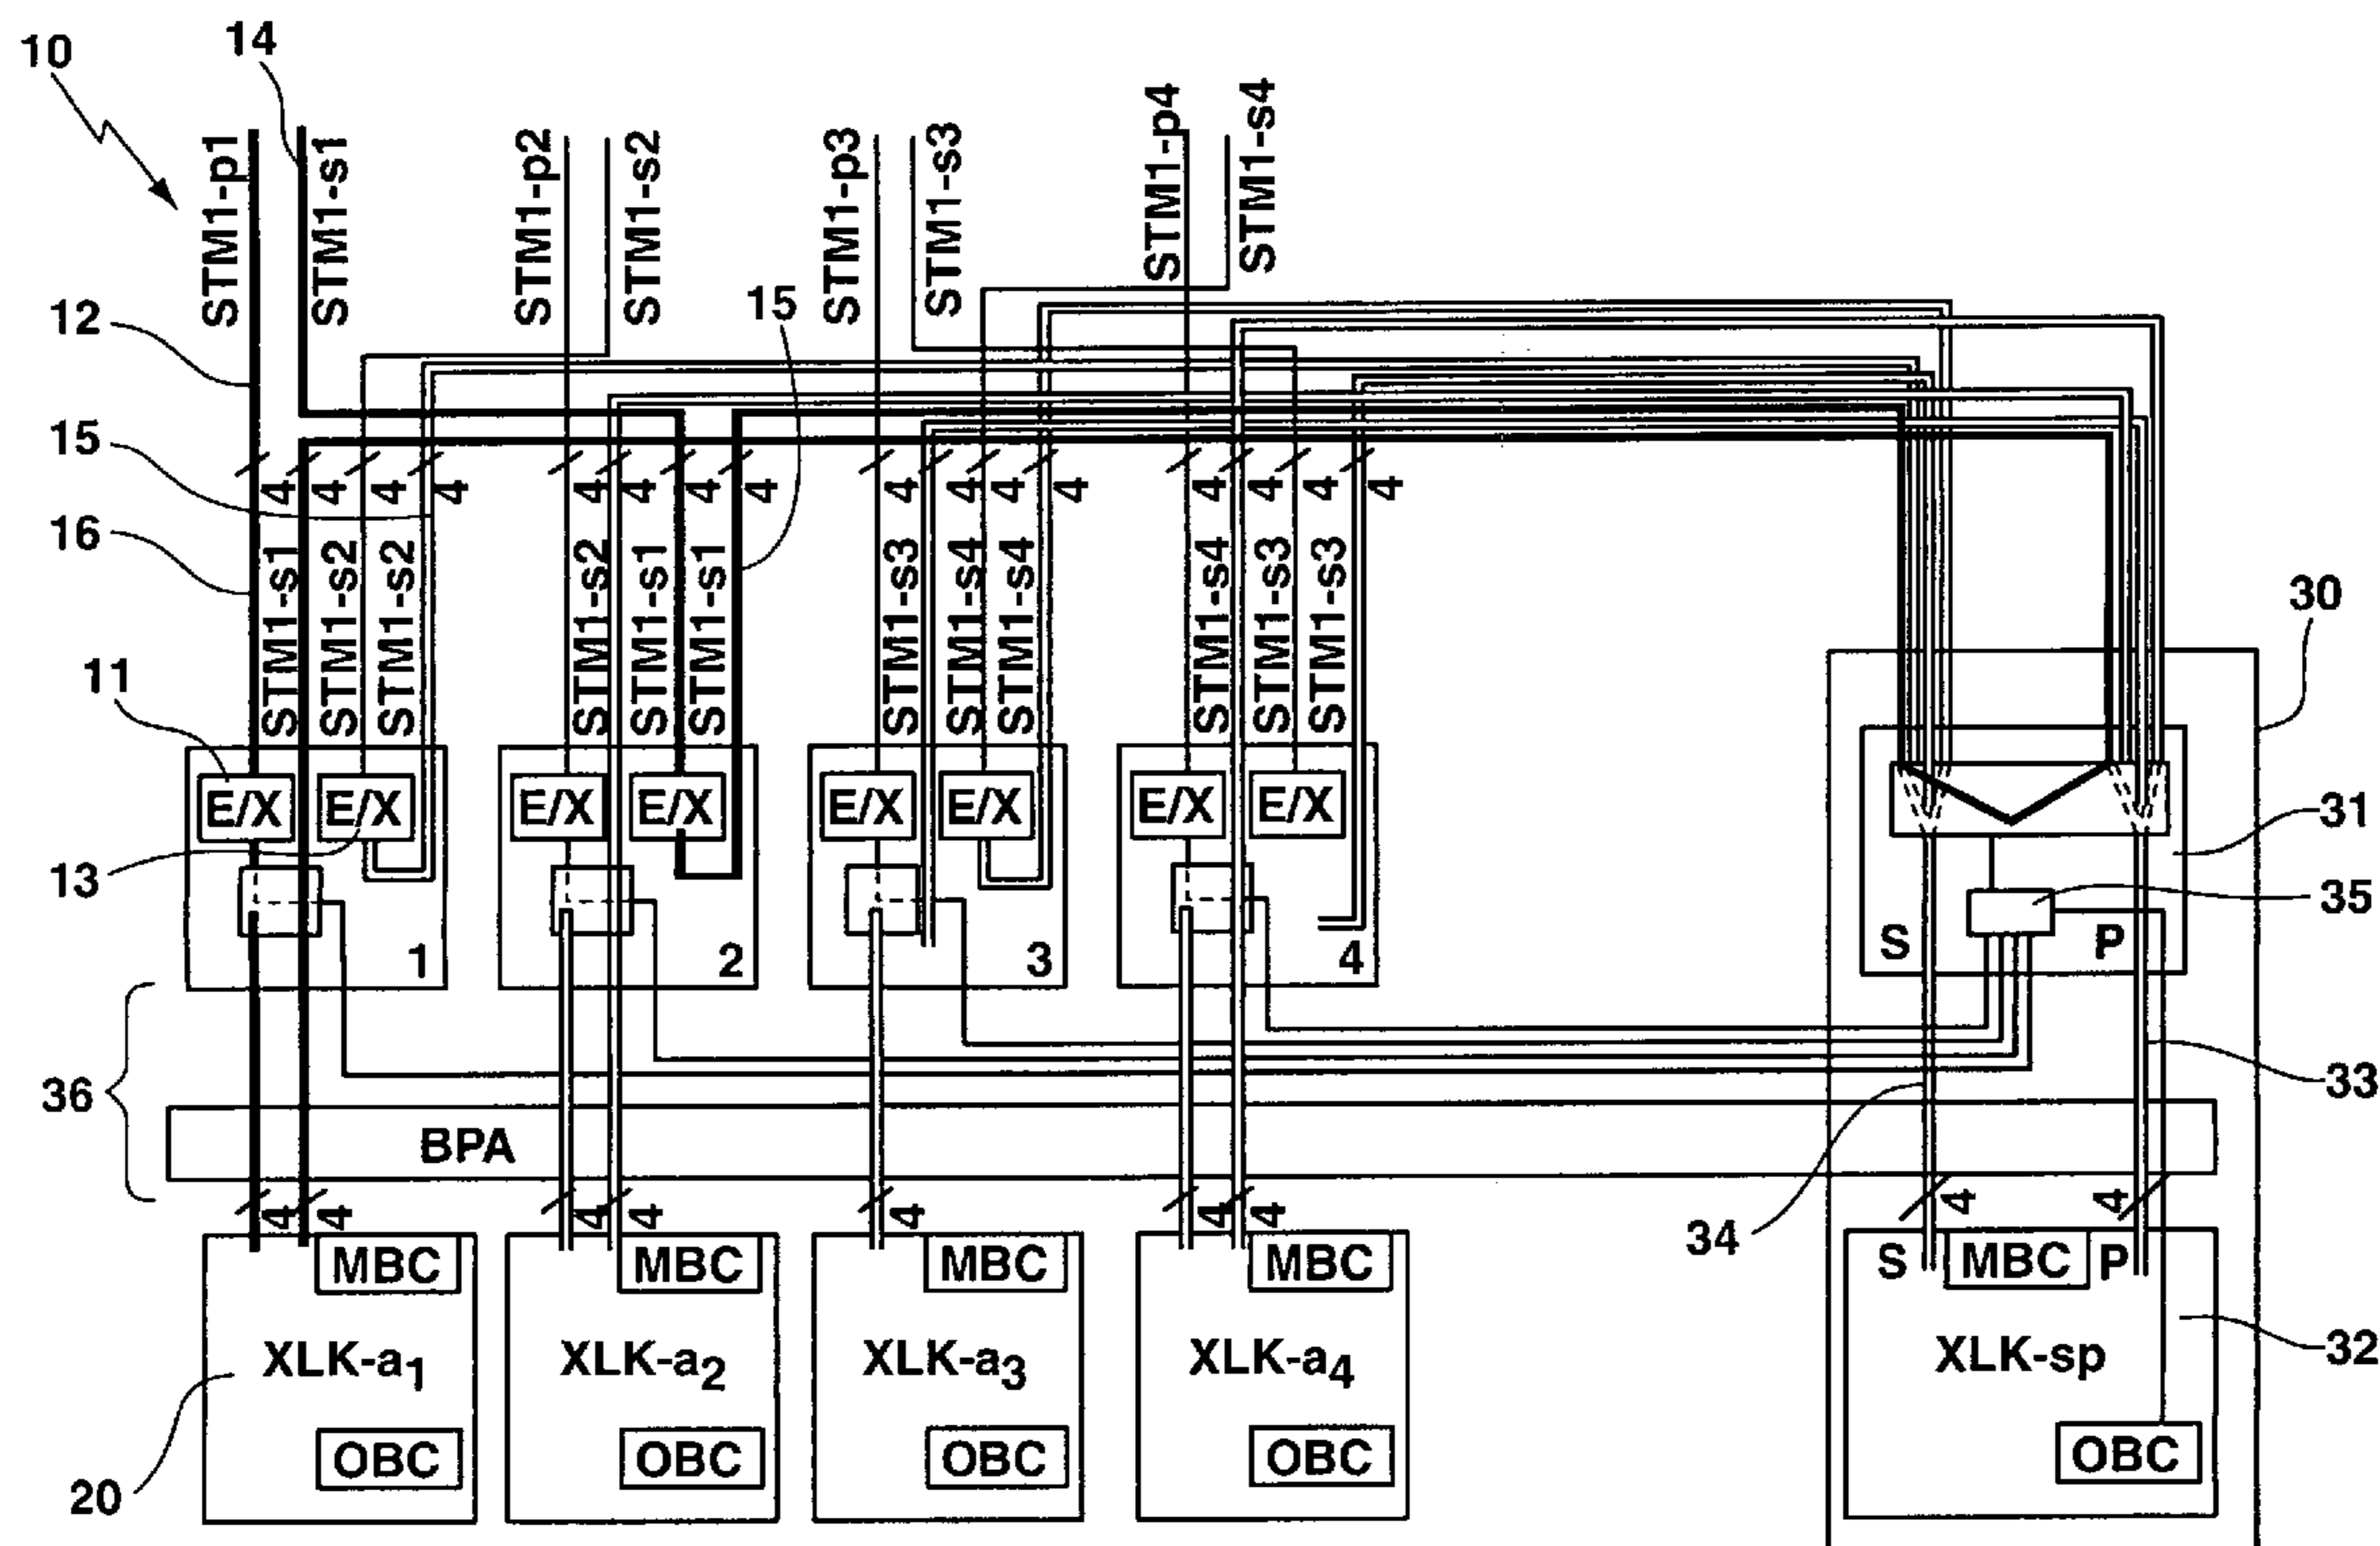 10
14
STM1-p1
STM1-s1
STM1-p2
STM1-s2
STM1-p3
STM1-s3
STM1-p4
STM1-s4
12
15
15
16
4 4 4 4
4 4 4 4
4 4 4 4
4 4 4 4
STM1-s1
STM1-s2
STM1-s2
STM1-s2
STM1-s1
STM1-s1
STM1-s3
STM1-s4
STM1-s4
STM1-s4
STM1-s3
STM1-s3
30
11
E/X E/X
E/X E/X
E/X E/X
E/X E/X
31
13
35
1
2
3
4
S
P
36
33
BPA
34
4 4
4 4
4
4 4
4 4
MBC
MBC
MBC
MBC
S MBC P
XLK-a1
XLK-a2
XLK-a3
XLK-a4
XLK-sp
32
20
OBC
OBC
OBC
OBC
OBC